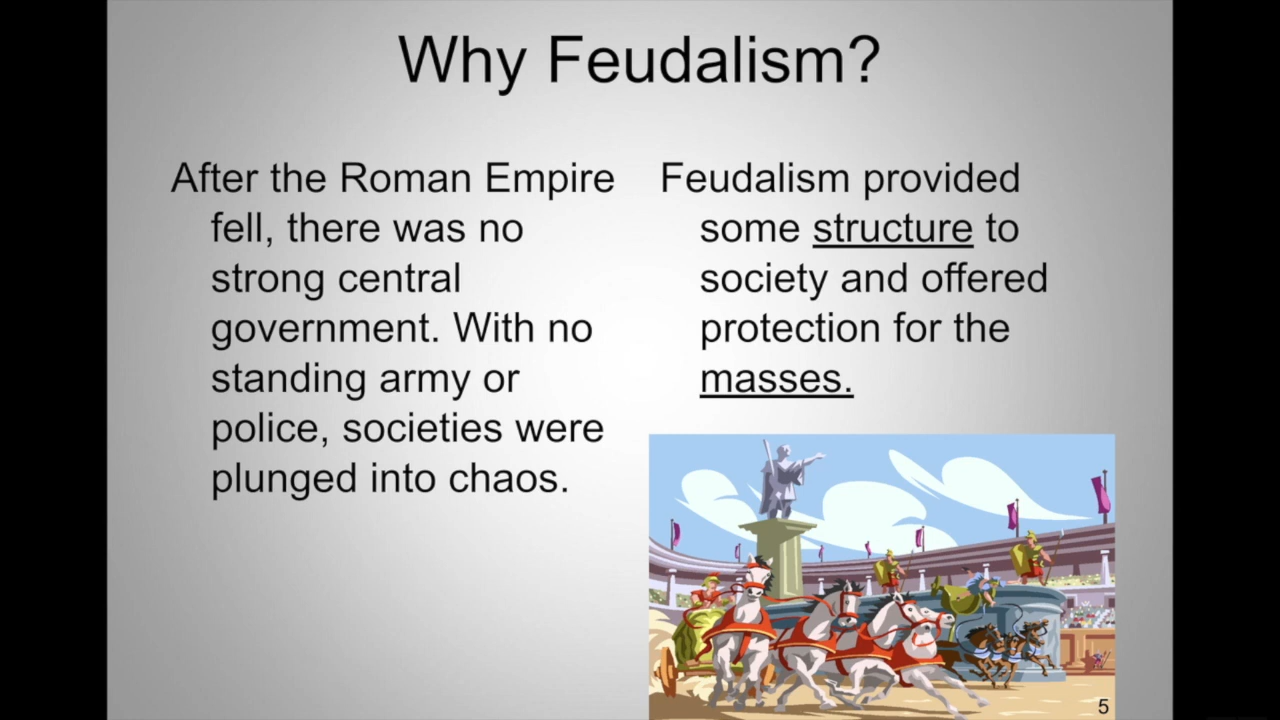 Why Feudalism?
After the Roman Empire
fell, there was no
strong central
government. With no
standing army or
police, societies were
plunged into chaos.
Feudalism provided
some structure to
society and offered
protection for the
masses.
5